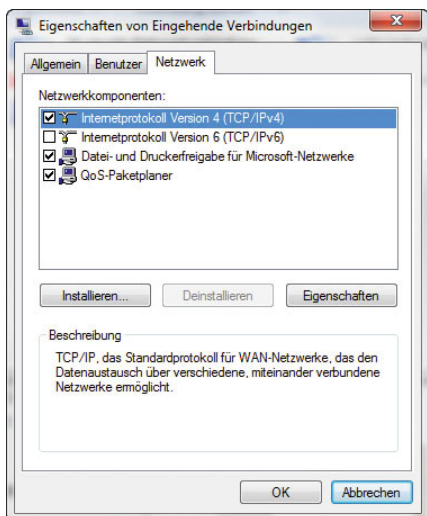 Eigenschaften von Eingehende Verbindungen
Allgemein Benutzer Netzwerk
Netzwerkkomponenten:
Internetprotokoll Version 4 (TCP/IPv4)
Internetprotokoll Version 6 (TCP/IPv6)
Datei- und Druckerfreigabe für Microsoft-Netzwerke
QoS-Paketplaner
Installieren... Deinstallieren Eigenschaften
Beschreibung
TCP/IP, das Standardprotokoll für WAN-Netzwerke, das den
Datenaustausch über verschiedene, miteinander verbundene
Netzwerke ermöglicht.
OK Abbrechen